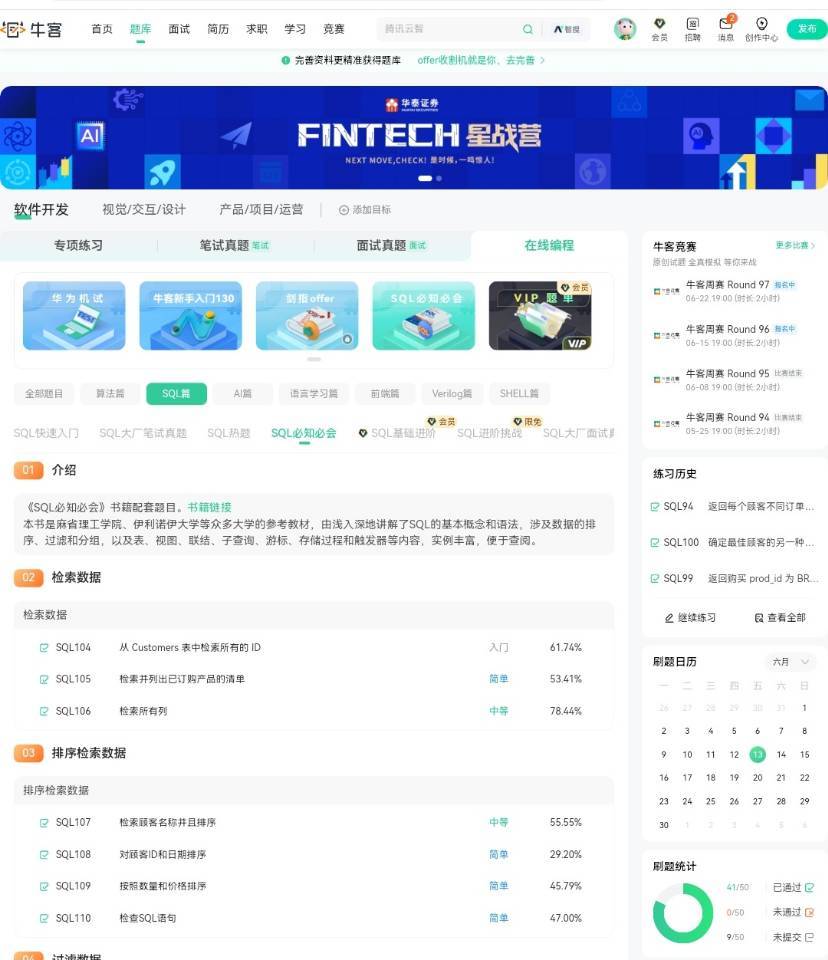 牛客 首页 题库 面试 简历 求职 学习 竞赛 腾讯云智 智搜 会员 招聘 消息 2 创作中心 发布
完善资料更精准获得题库 offer收割机就是你、去完善 >
华泰证券
FINTECH 星战营
NEXT MOVE,CHECK! 是时候,一鸣惊人!
AI
软件开发 视觉/交互/设计 产品/项目/运营 添加目标
专项练习 笔试真题 笔试 面试真题 面试 在线编程
华为机试 牛客新手入门130 剑指offer SQL必知必会 VIP题单 会员 VIP
全部题目 算法篇 SQL篇 AI篇 语言学习篇 前端篇 Verilog篇 SHELL篇
会员 限免
SQL快速入门 SQL大厂笔试真题 SQL热题 SQL必知必会 SQL基础进阶 SQL进阶挑战 SQL大厂面试
01 介绍
《SQL必知必会》书籍配套题目。书籍链接
本书是麻省理工学院、伊利诺伊大学等众多大学的参考教材，由浅入深地讲解了SQL的基本概念和语法，涉及数据的排
序、过滤和分组，以及表、视图、联结、子查询、游标、存储过程和触发器等内容，实例丰富，便于查阅。
02 检索数据
检索数据
SQL104 从 Customers 表中检索所有的 ID 入门 61.74%
SQL105 检索并列出已订购产品的清单 简单 53.41%
SQL106 检索所有列 中等 78.44%
03 排序检索数据
排序检索数据
SQL107 检索顾客名称并且排序 中等 55.55%
SQL108 对顾客ID和日期排序 简单 29.20%
SQL109 按照数量和价格排序 简单 45.79%
SQL110 检查SQL语句 简单 47.00%
04 过滤数据
牛客竞赛 更多比赛 >
原创试题 全真模拟 等你来战
牛客周赛 Round 97 报名中
06-22 19:00 (时长:2小时)
牛客周赛 Round 96 报名中
06-15 19:00 (时长:2小时)
牛客周赛 Round 95 比赛结束
06-08 19:00 (时长:2小时)
牛客周赛 Round 94 比赛结束
05-25 19:00 (时长:2小时)
练习历史
SQL94 返回每个顾客不同订单...
SQL100 确定最佳顾客的另一种...
SQL99 返回购买 prod_id 为 BR...
继续练习 查看全部
刷题日历 六月
一 二 三 四 五 六 日
26 27 28 29 30 31 1
2 3 4 5 6 7 8
9 10 11 12 13 14 15
16 17 18 19 20 21 22
23 24 25 26 27 28 29
30 1 2 3 4 5 6
刷题统计
41/50 已通过
0/50 未通过
9/50 未提交